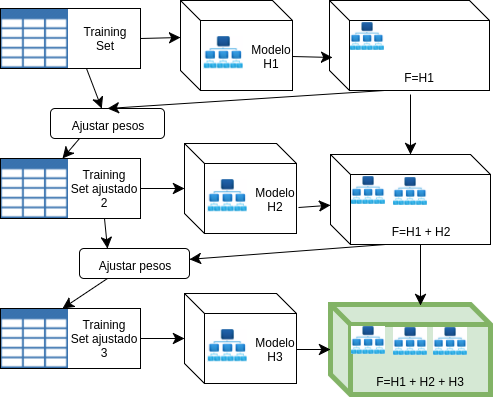 Training
Set
Modelo
H1
F=H1
Ajustar pesos
Training
Set ajustado
2
Modelo
H2
F=H1 + H2
Ajustar pesos
Training
Set ajustado
3
Modelo
H3
F=H1 + H2 + H3